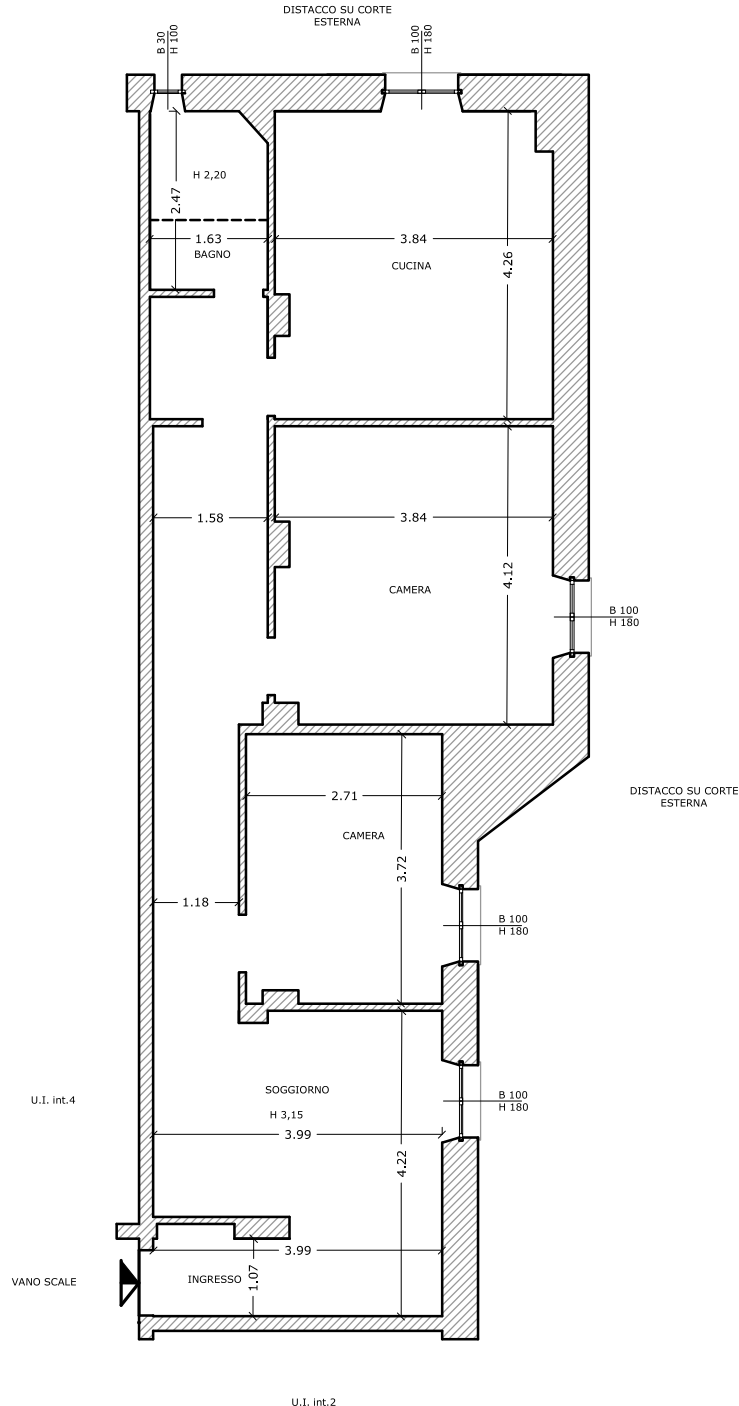 DISTACCO SU CORTE
ESTERNA
B 30
H 100
B 100
H 180
H 2,20
2.47
1.63
BAGNO
3.84
CUCINA
4.26
1.58
3.84
4.12
CAMERA
B 100
H 180
DISTACCO SU CORTE
ESTERNA
2.71
CAMERA
3.72
1.18
B 100
H 180
SOGGIORNO
H 3,15
3.99
B 100
H 180
U.I. int.4
4.22
3.99
INGRESSO
1.07
VANO SCALE
U.I. int.2